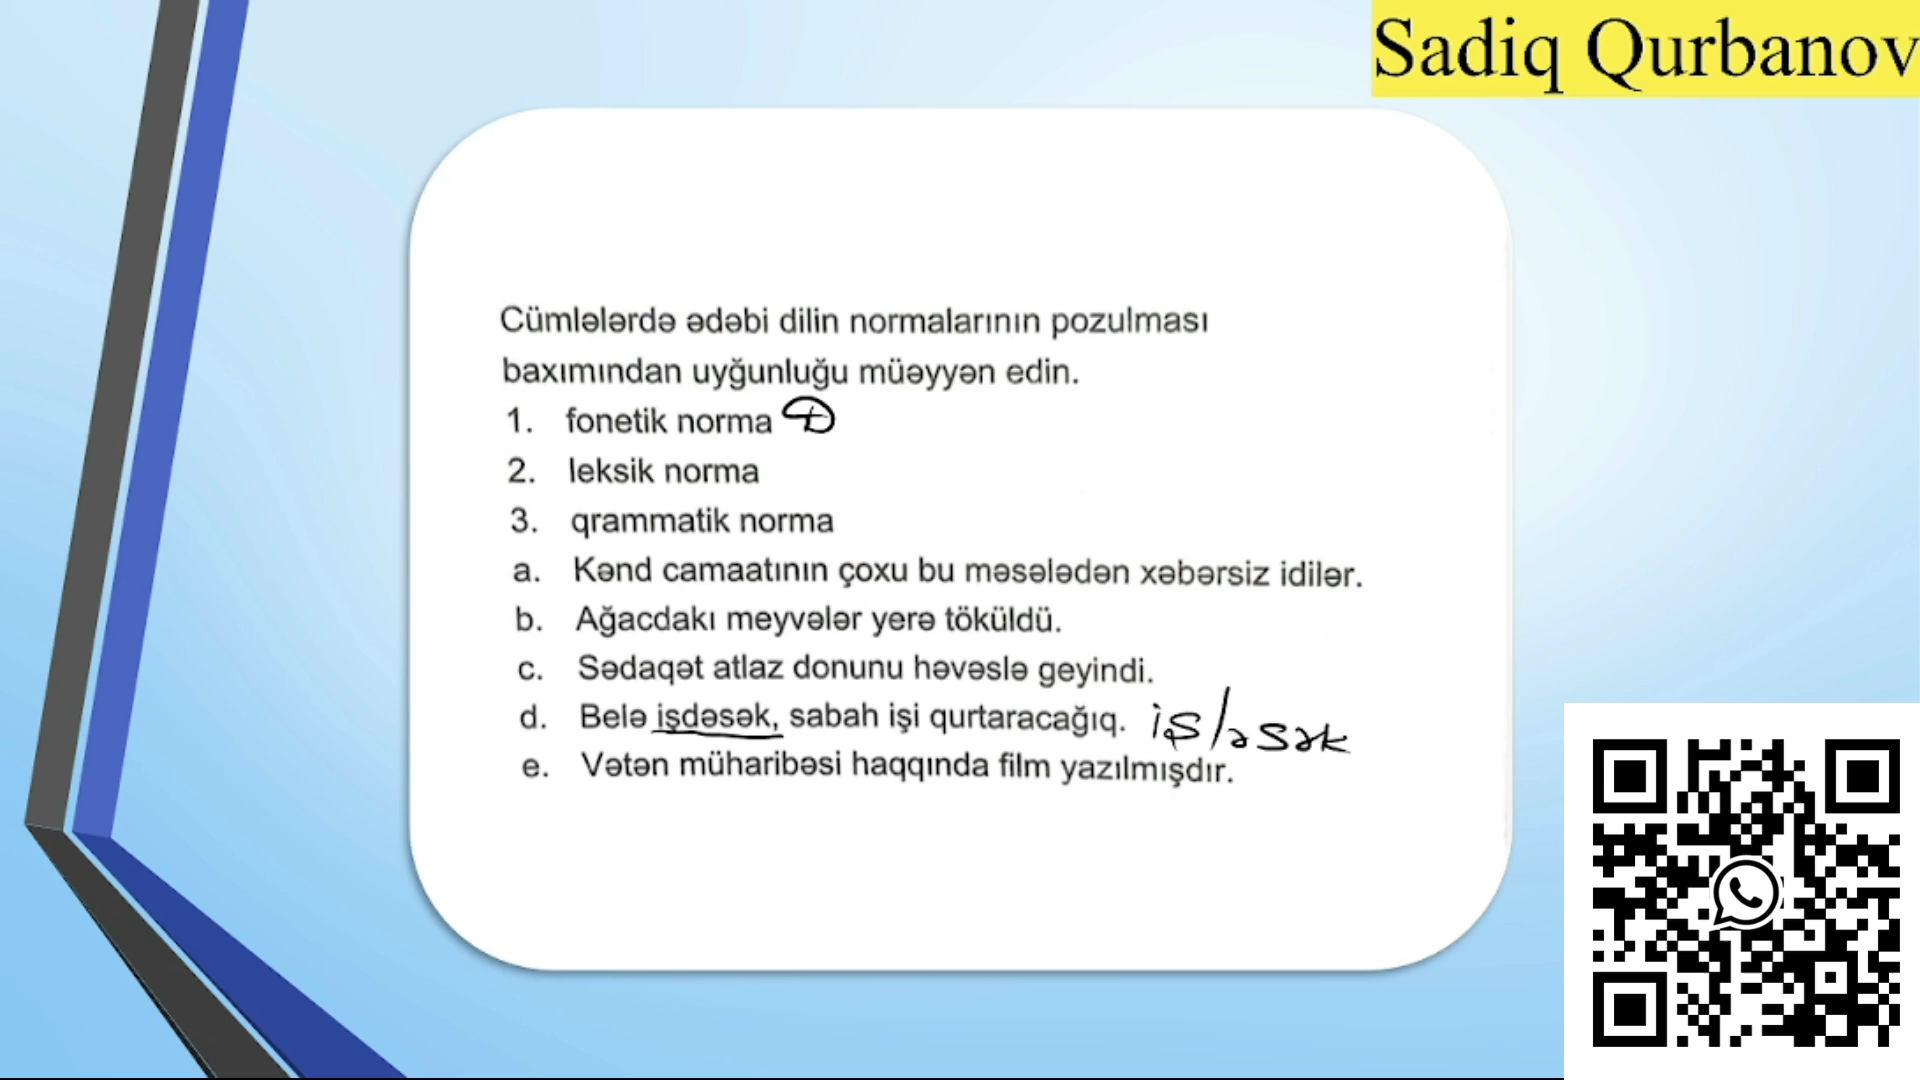 Sadiq Qurbanov
Cümlələrdə ədəbi dilin normalarının pozulması
baxımından uyğunluğu müəyyən edin.
1. fonetik norma D
2. leksik norma
3. qrammatik norma
a. Kənd camaatının çoxu bu məsələdən xəbərsiz idilər.
b. Ağacdakı meyvələr yerə töküldü.
c. Sədaqət atlaz donunu həvəslə geyindi.
d. Belə işdəsək, sabah işi qurtaracağıq. işləsək
e. Vətən müharibəsi haqqında film yazılmışdır.